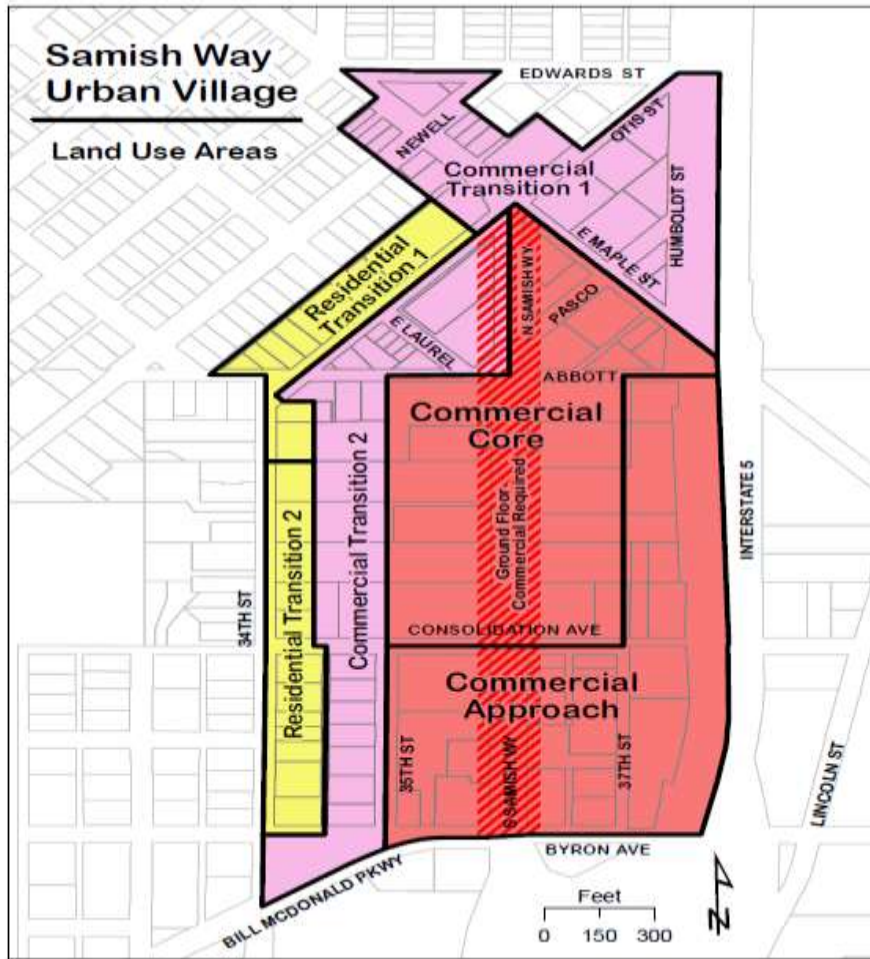 Samish Way
Urban Village
Land Use Areas
EDWARDS ST
NEWELL
OTIS ST
Commercial
Transition 1
HUMBOLDT ST
E MAPLE ST
Residential
Transition 1
N SAMISH WY
PASCO
E LAUREL
ABBOTT
Commercial
Core
Ground Floor -
Commercial Required
Commercial Transition 2
INTERSTATE 5
Residential Transition 2
34TH ST
CONSOLIDATION AVE
Commercial
Approach
35TH ST
S SAMISH WY
37TH ST
LINCOLN ST
BYRON AVE
BILL MCDONALD PKWY
Feet
0 150 300
N